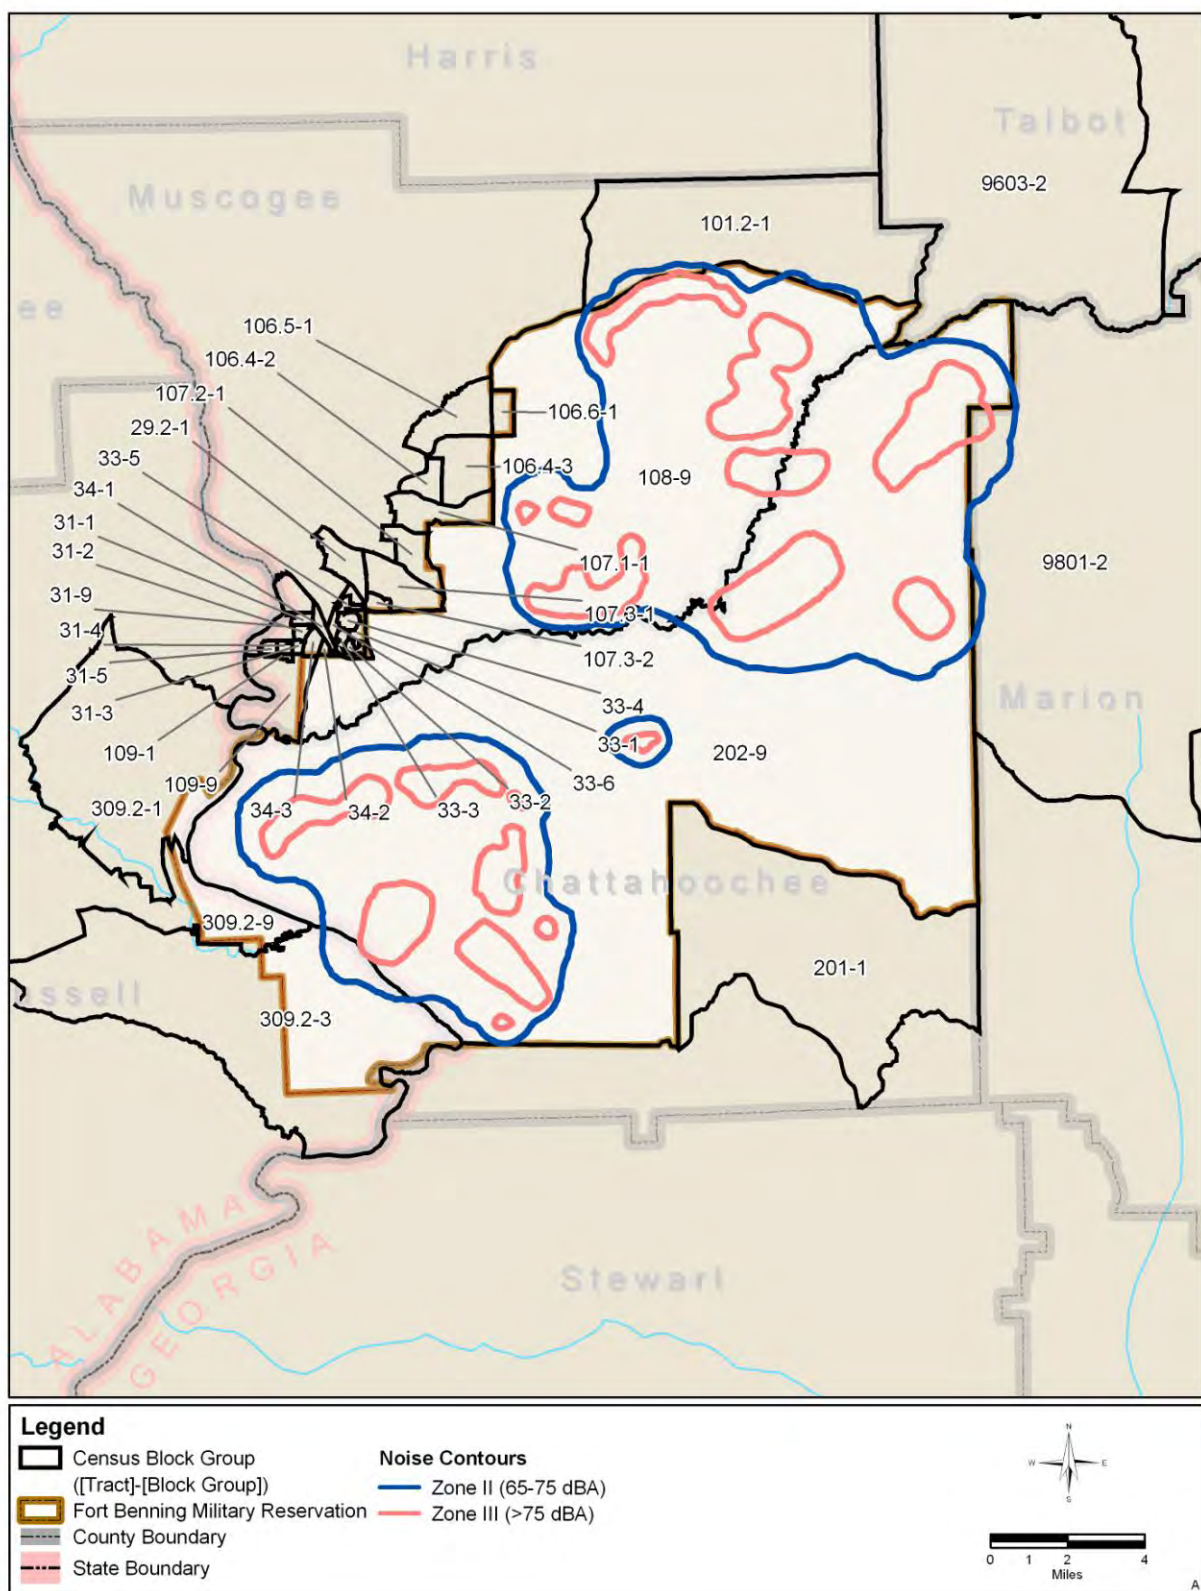 Harris
Talbot
9603-2
Muscogee
101.2-1
ee
106.5-1
106.4-2
107.2-1
106.6-1
29.2-1
33-5
106.4-3
108-9
34-1
31-1
31-2
107.1-1
9801-2
31-9
107.3-1
31-4
107.3-2
31-5
33-4
Marion
31-3
33-1
202-9
109-1
33-6
109-9
309.2-1
34-3
34-2
33-3
33-2
Chattahoochee
309.2-9
201-1
ssell
309.2-3
ALABAMA
GEORGIA
Stewart
Legend
Census Block Group
([Tract]-[Block Group])
Fort Benning Military Reservation
County Boundary
State Boundary
Noise Contours
Zone II (65-75 dBA)
Zone III (>75 dBA)
N
W E
S
0 1 2 4
Miles
A